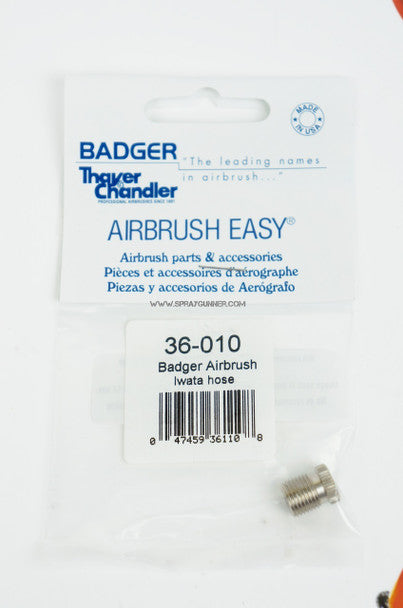 MADE
IN USA
BADGER
Thayer
& Chandler
PROFESSIONAL AIRBRUSHES SINCE 1891
"The leading names
in airbrush..."
AIRBRUSH EASY®
Airbrush parts & accessories
Pièces et accessoires d'aérographe
Piezas y accesorios de Aerógrafo
WWW.SPRAYGUNNER.COM
36-010
Badger Airbrush
Iwata hose
0 47459 36110 8